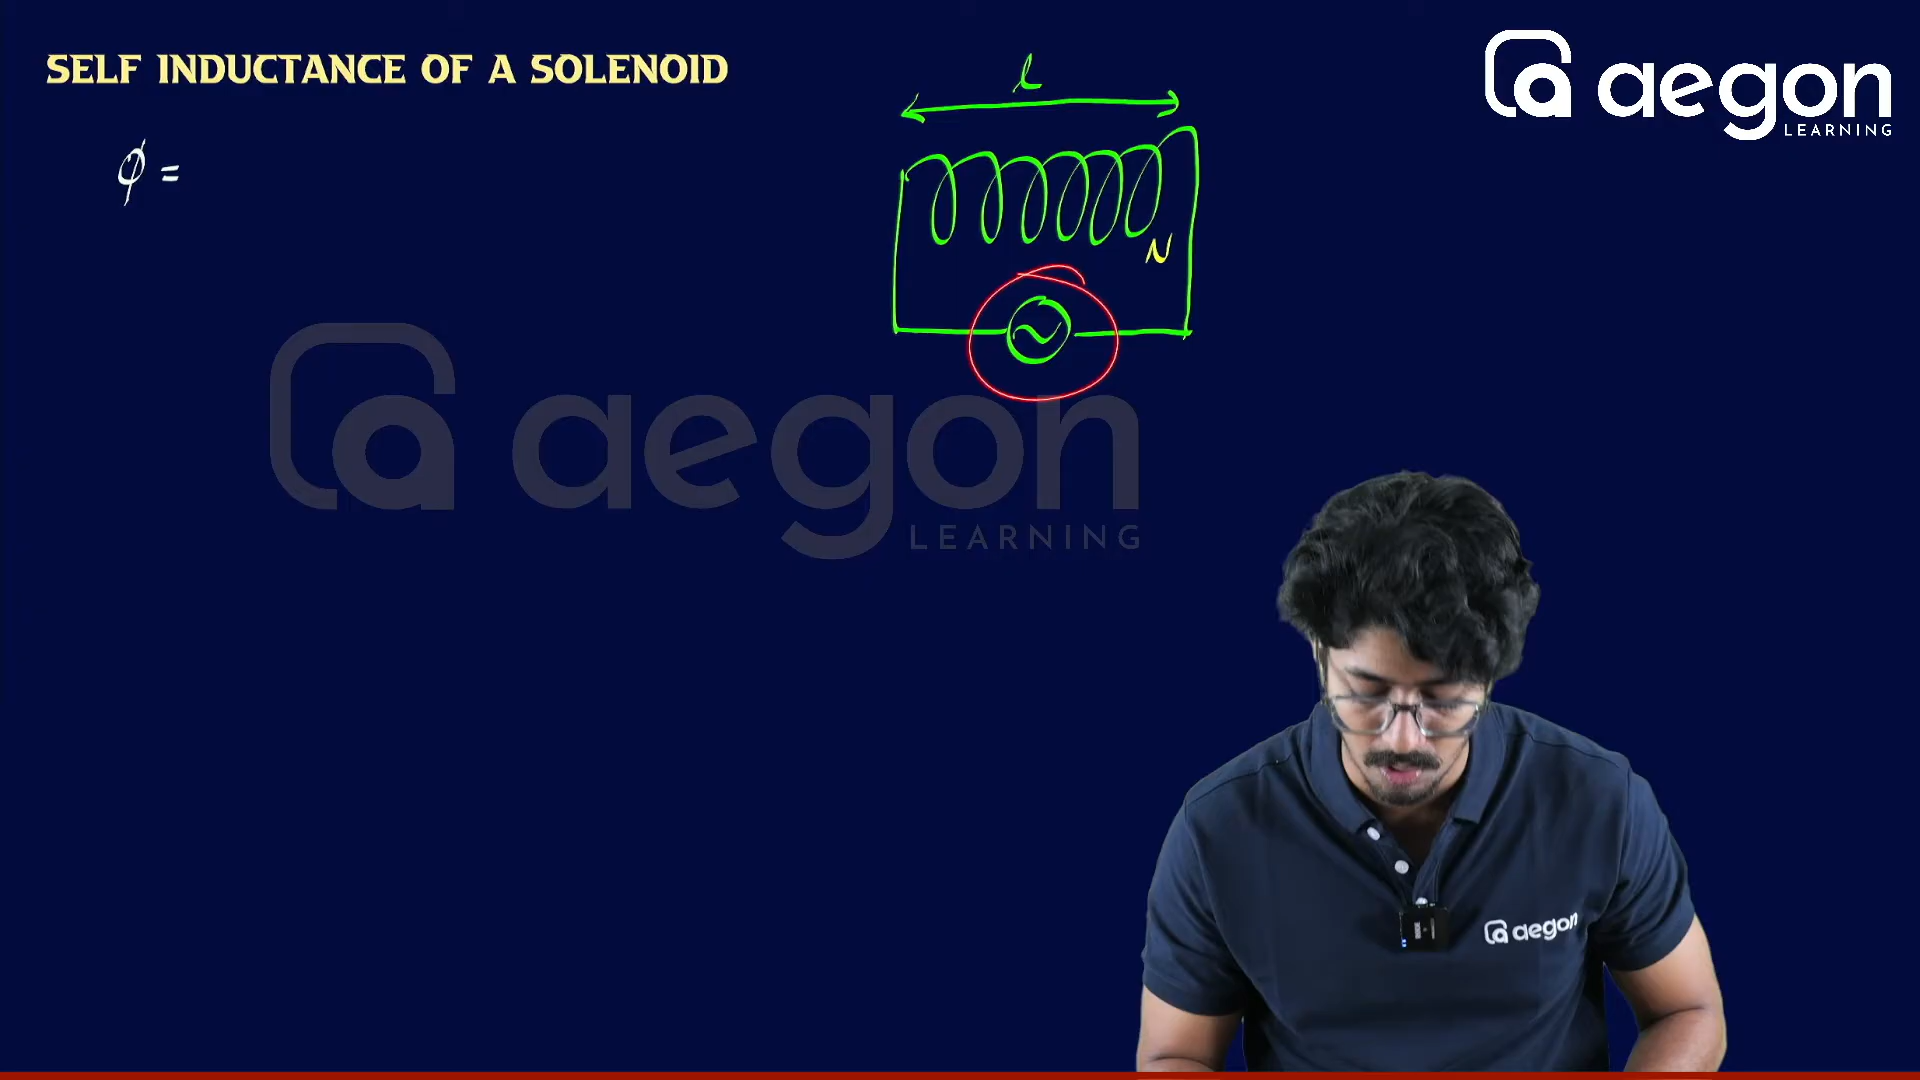 SELF INDUCTANCE OF A SOLENOID
l
aegon
LEARNING
φ =
N
aegon
LEARNING
aegon